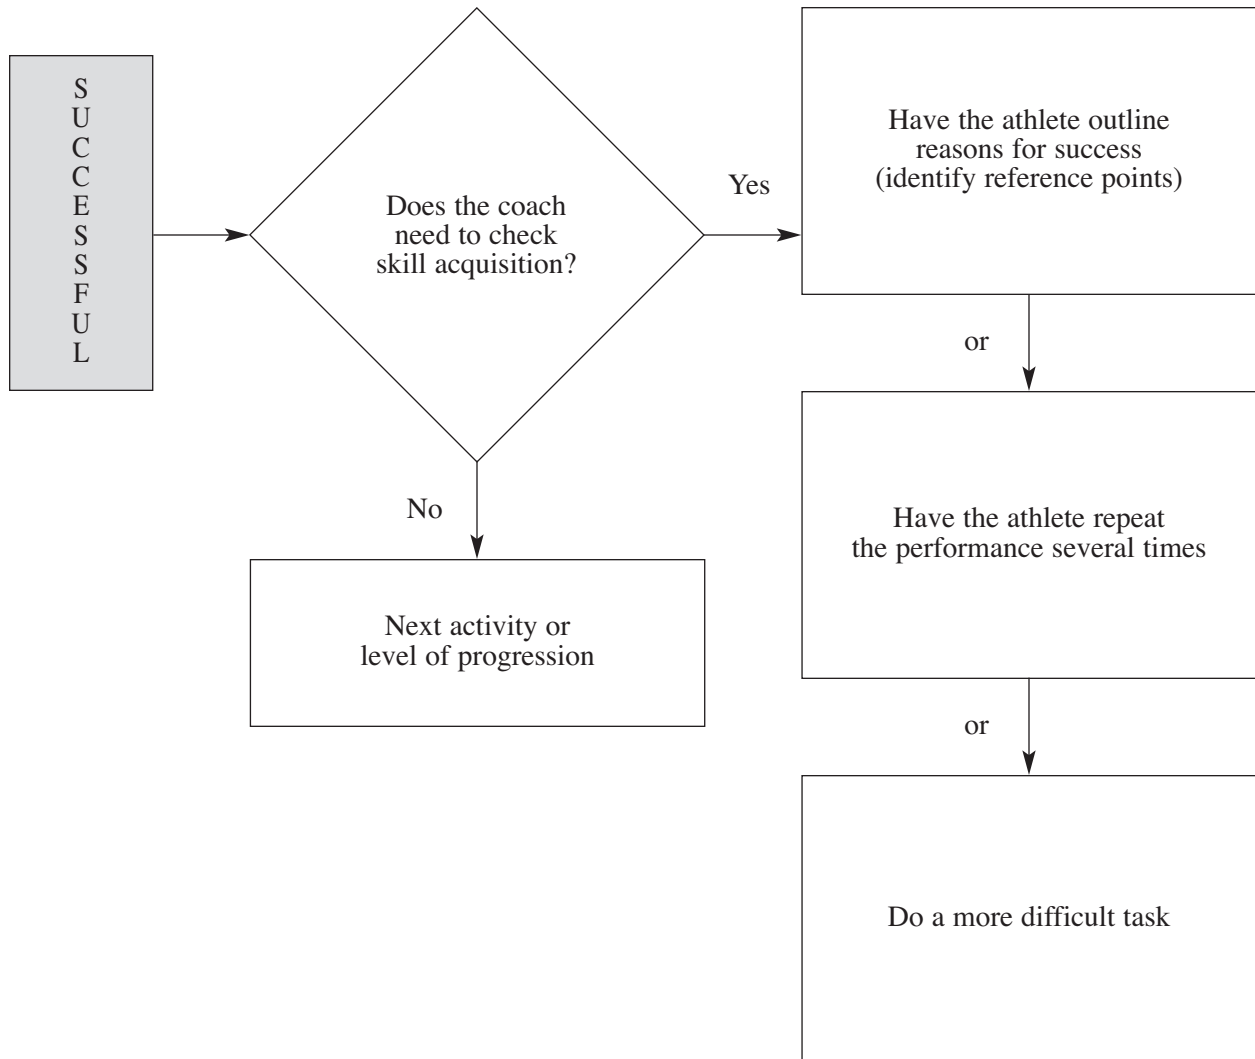 SUCCESSFUL
Does the coach
need to check
skill acquisition?
Yes
Have the athlete outline
reasons for success
(identify reference points)
or
No
Have the athlete repeat
the performance several times
Next activity or
level of progression
or
Do a more difficult task